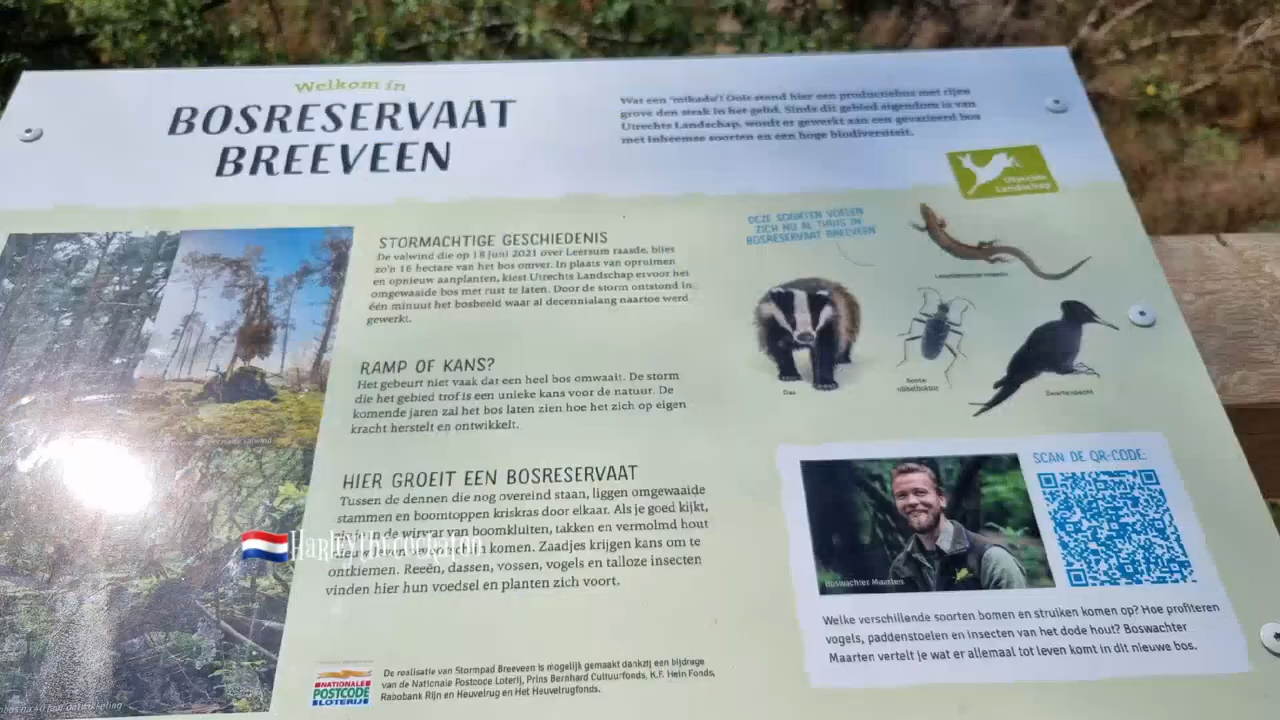 Welkom in
BOSRESERVAAT
BREEVEEN
Wat een 'mikado'! Ooit stond hier een productiebos met rijen
grove den strak in het gelid. Sinds dit gebied eigendom is van
Utrechts Landschap, wordt er gewerkt aan een gevarieerd bos
met inheemse soorten en een hoge biodiversiteit.
Utrechts
Landschap
STORMACHTIGE GESCHIEDENIS
De valwind die op 18 juni 2021 over Leersum raasde, blies
zo'n 16 hectare van het bos omver. In plaats van opruimen
en opnieuw aanplanten, kiest Utrechts Landschap ervoor het
omgewaaide bos met rust te laten. Door de storm ontstond in
één minuut het bosbeeld waar al decennialang naartoe werd
gewerkt.
RAMP OF KANS?
Het gebeurt niet vaak dat een heel bos omwaait. De storm
die het gebied trof is een unieke kans voor de natuur. De
komende jaren zal het bos laten zien hoe het zich op eigen
kracht herstelt en ontwikkelt.
HIER GROEIT EEN BOSRESERVAAT
Tussen de dennen die nog overeind staan, liggen omgewaaide
stammen en boomtoppen kriskras door elkaar. Als je goed kijkt,
in de wirwar van boomkluiten, takken en vermolmd hout
komen. Zaadjes krijgen kans om te
ontkiemen. Reeën, dassen, vossen, vogels en talloze insecten
vinden hier hun voedsel en planten zich voort.
DEZE SOORTEN VOELEN
ZICH NU AL THUIS IN
BOSRESERVAAT BREEVEEN
Das
Zwarte specht
SCAN DE QR-CODE:
Boswachter Maarten
Welke verschillende soorten bomen en struiken komen op? Hoe profiteren
vogels, paddenstoelen en insecten van het dode hout? Boswachter
Maarten vertelt je wat er allemaal tot leven komt in dit nieuwe bos.
NATIONALE
POSTCODE
LOTERIJ
De realisatie van Stormpad Breeveen is mogelijk gemaakt dankzij een bijdrage
van de Nationale Postcode Loterij, Prins Bernhard Cultuurfonds, K.F. Hein Fonds,
Rabobank Rijn en Heuvelrug en Het Heuvelrugfonds.